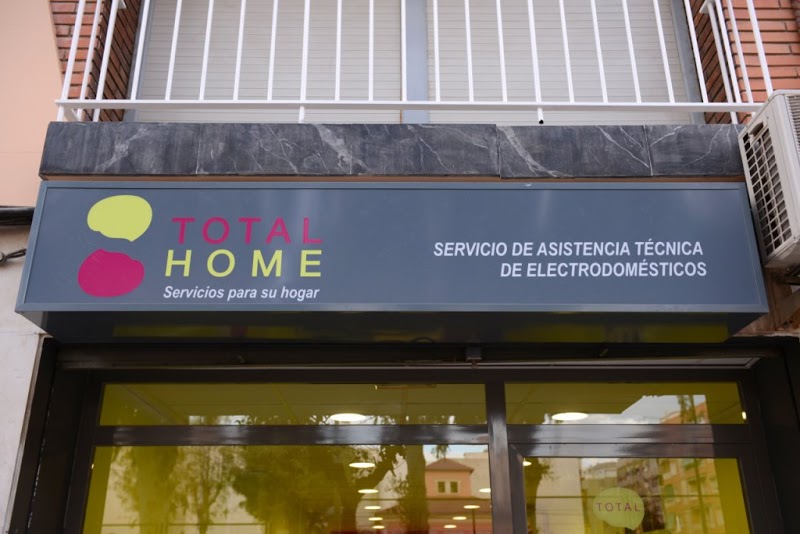 TOTAL
HOME
Servicios para su hogar
SERVICIO DE ASISTENCIA TÉCNICA
DE ELECTRODOMÉSTICOS
TOTAL